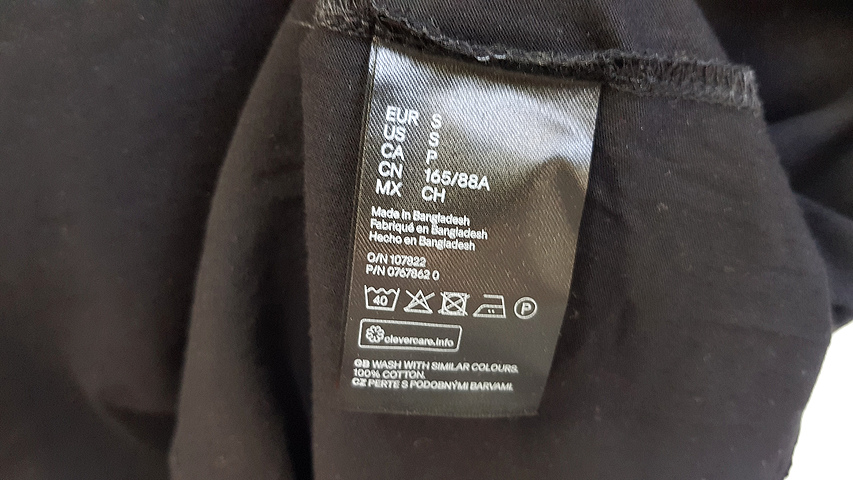 EUR S
US S
CA P
CN 165/88A
MX CH
Made in Bangladesh
Fabriqué en Bangladesh
Hecho en Bangladesh
O/N 107822
P/N 0767862 0
40 P
clevercare.info
GB WASH WITH SIMILAR COLOURS.
100% COTTON.
CZ PERTE S PODOBNÝMI BARVAMI.